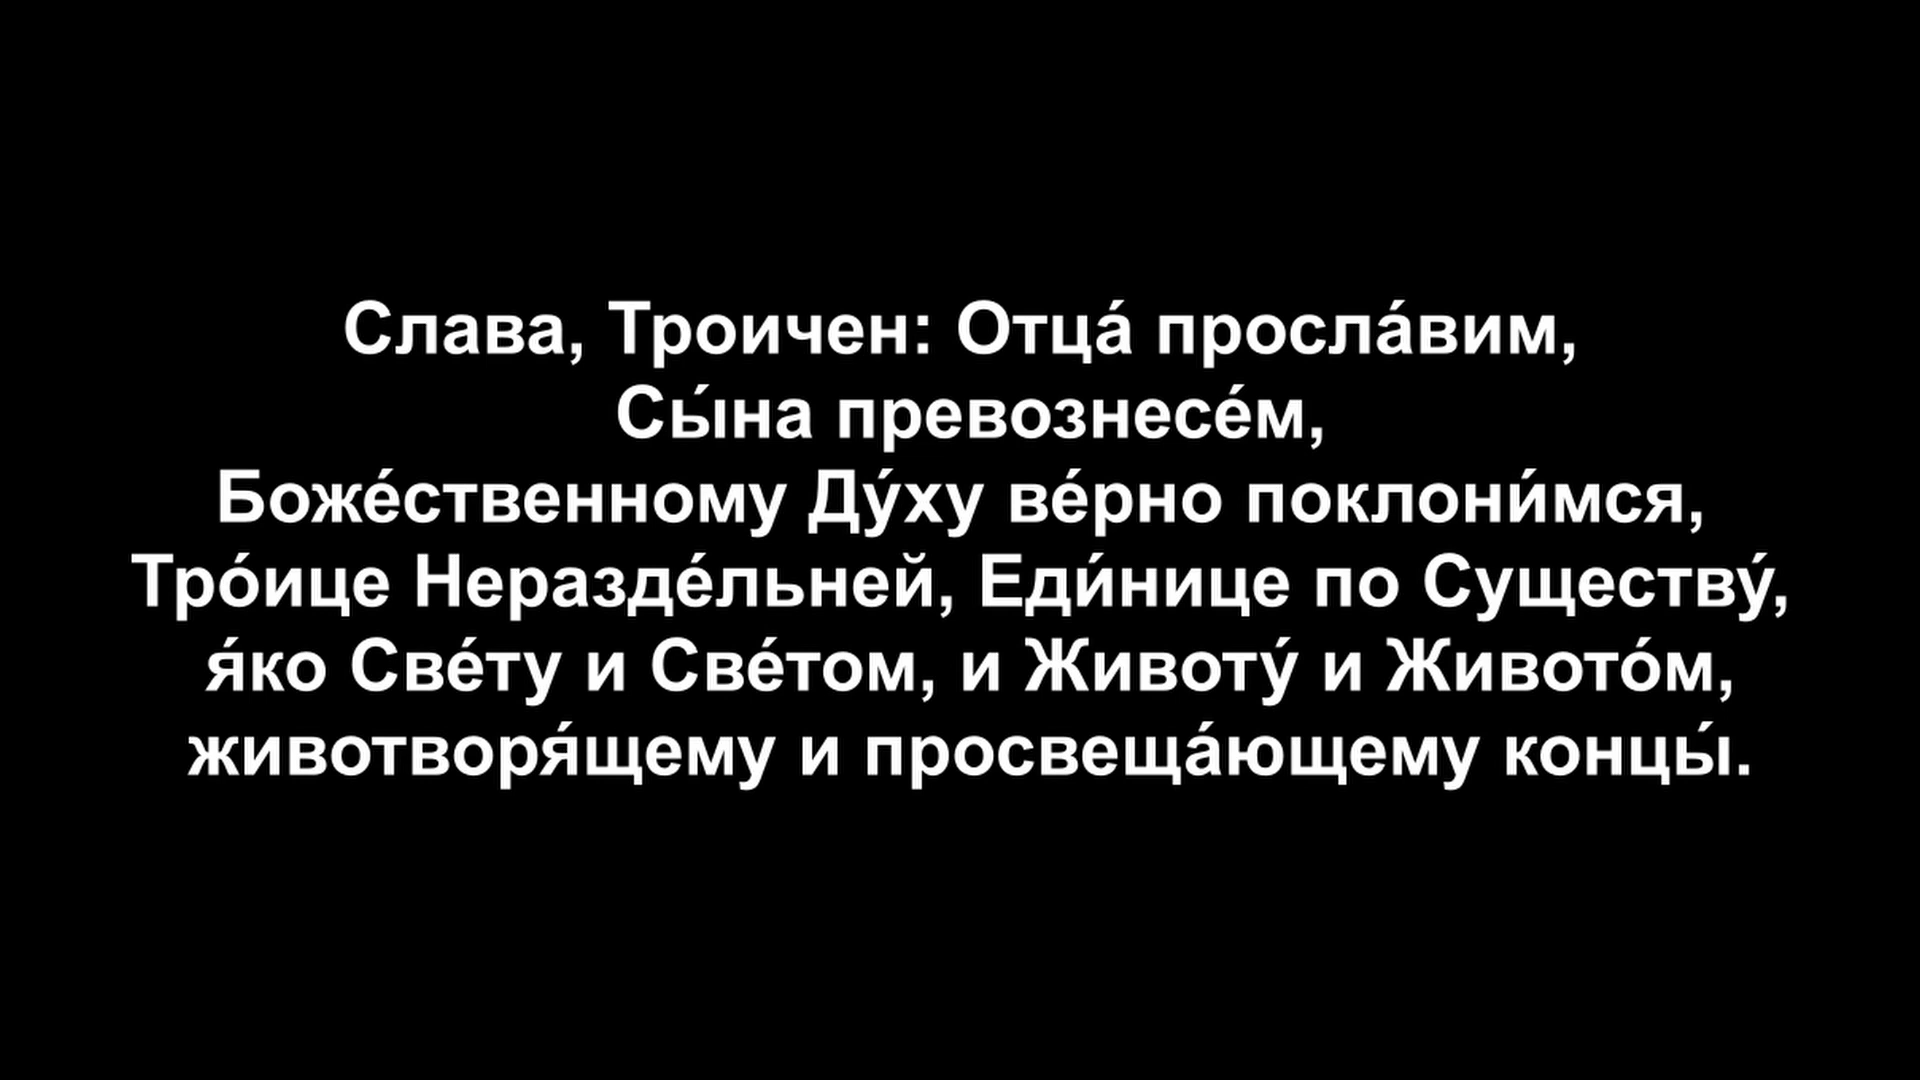 Слава, Троичен: Отца́ просла́вим,
Сы́на превознесе́м,
Боже́ственному Ду́ху ве́рно поклони́мся,
Тро́ице Неразде́льней, Еди́нице по Существу́,
я́ко Све́ту и Све́том, и Животу́ и Живото́м,
животворя́щему и просвеща́ющему концы́.